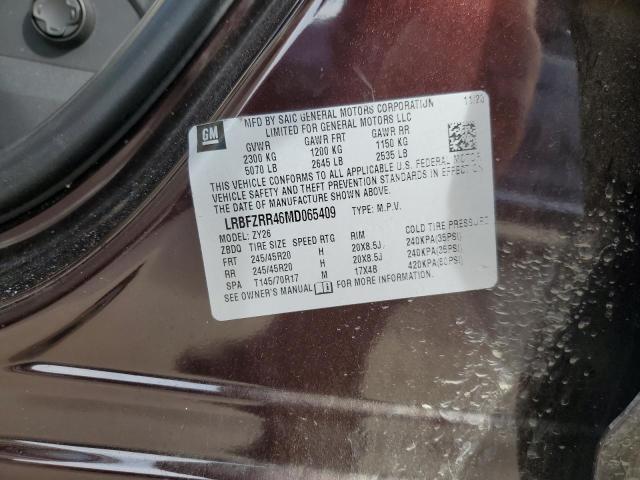 GM
MFD BY SAIC GENERAL MOTORS CORPORATION 11/20
LIMITED FOR GENERAL MOTORS LLC
GVWR GAWR FRT GAWR RR
2300 KG 1200 KG 1150 KG
5070 LB 2645 LB 2535 LB
THIS VEHICLE CONFORMS TO ALL APPLICABLE U.S. FEDERAL MOTOR
VEHICLE SAFETY AND THEFT PREVENTION STANDARDS IN EFFECT ON
THE DATE OF MANUFACTURE SHOWN ABOVE.
LRBFZRR46MD065409 TYPE: M.P.V.
MODEL: ZY26
ZBDQ TIRE SIZE SPEED RTG RIM COLD TIRE PRESSURE
FRT 245/45R20 H 20X8.5J 240KPA(35PSI)
RR 245/45R20 H 20X8.5J 240KPA(35PSI)
SPA T145/70R17 M 17X4B 420KPA(60PSI)
SEE OWNER'S MANUAL FOR MORE INFORMATION.